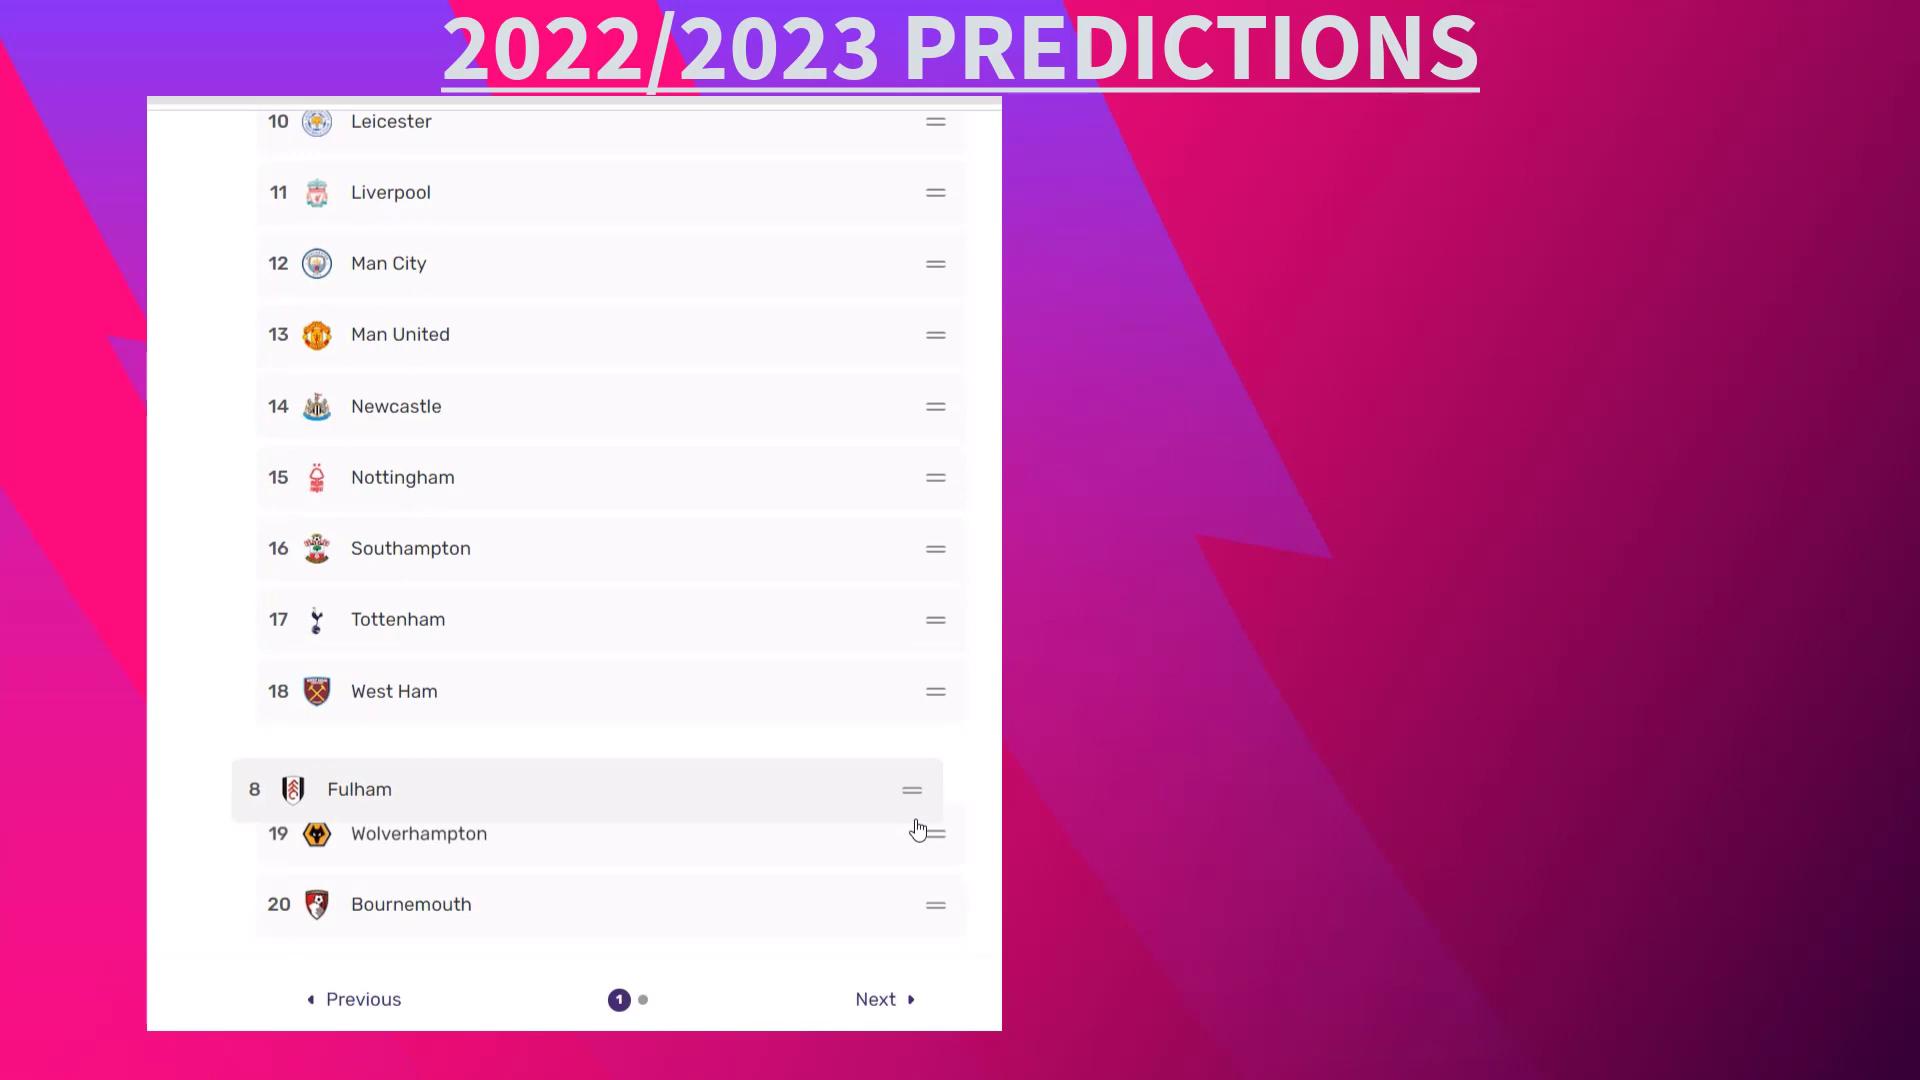 2022/2023 PREDICTIONS
10 Leicester
11 Liverpool
12 Man City
13 Man United
14 Newcastle
15 Nottingham
16 Southampton
17 Tottenham
18 West Ham
8 Fulham
19 Wolverhampton
20 Bournemouth
Previous 1 Next